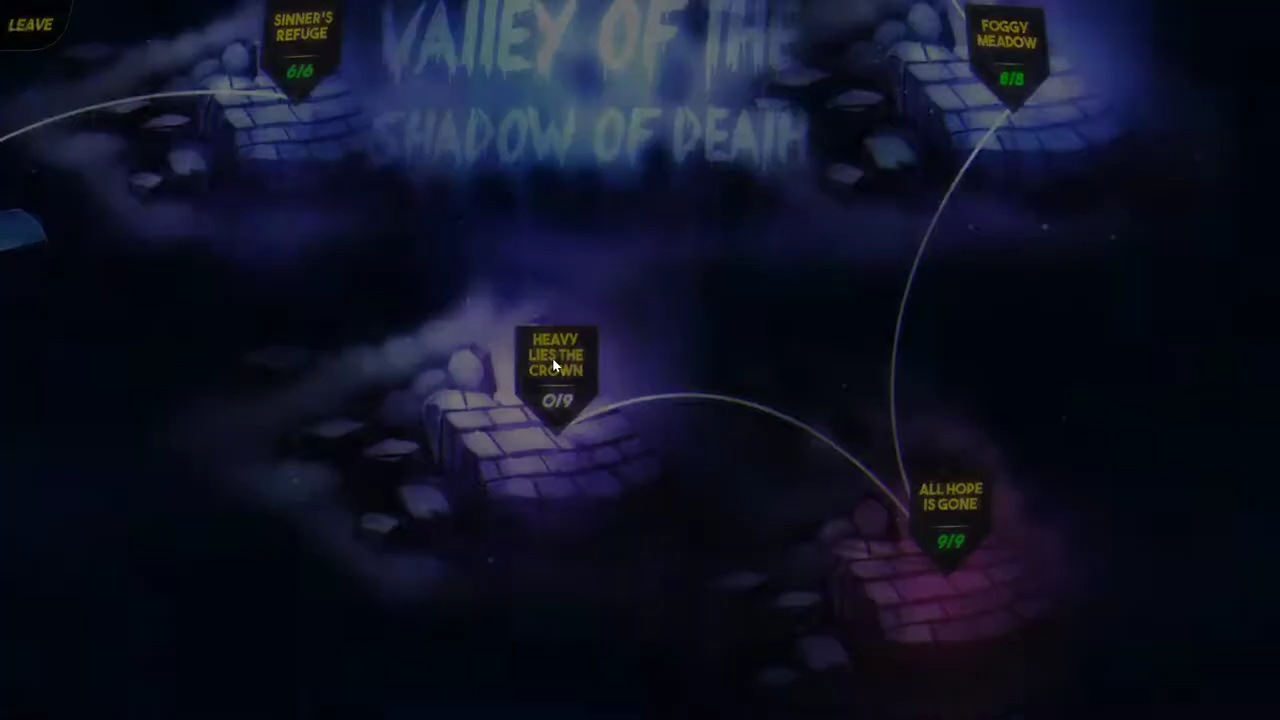 LEAVE
SINNER'S
REFUGE
6/6
VALLEY OF THE
SHADOW OF DEATH
FOGGY
MEADOW
8/8
HEAVY
LIES THE
CROWN
0/9
ALL HOPE
IS GONE
9/9